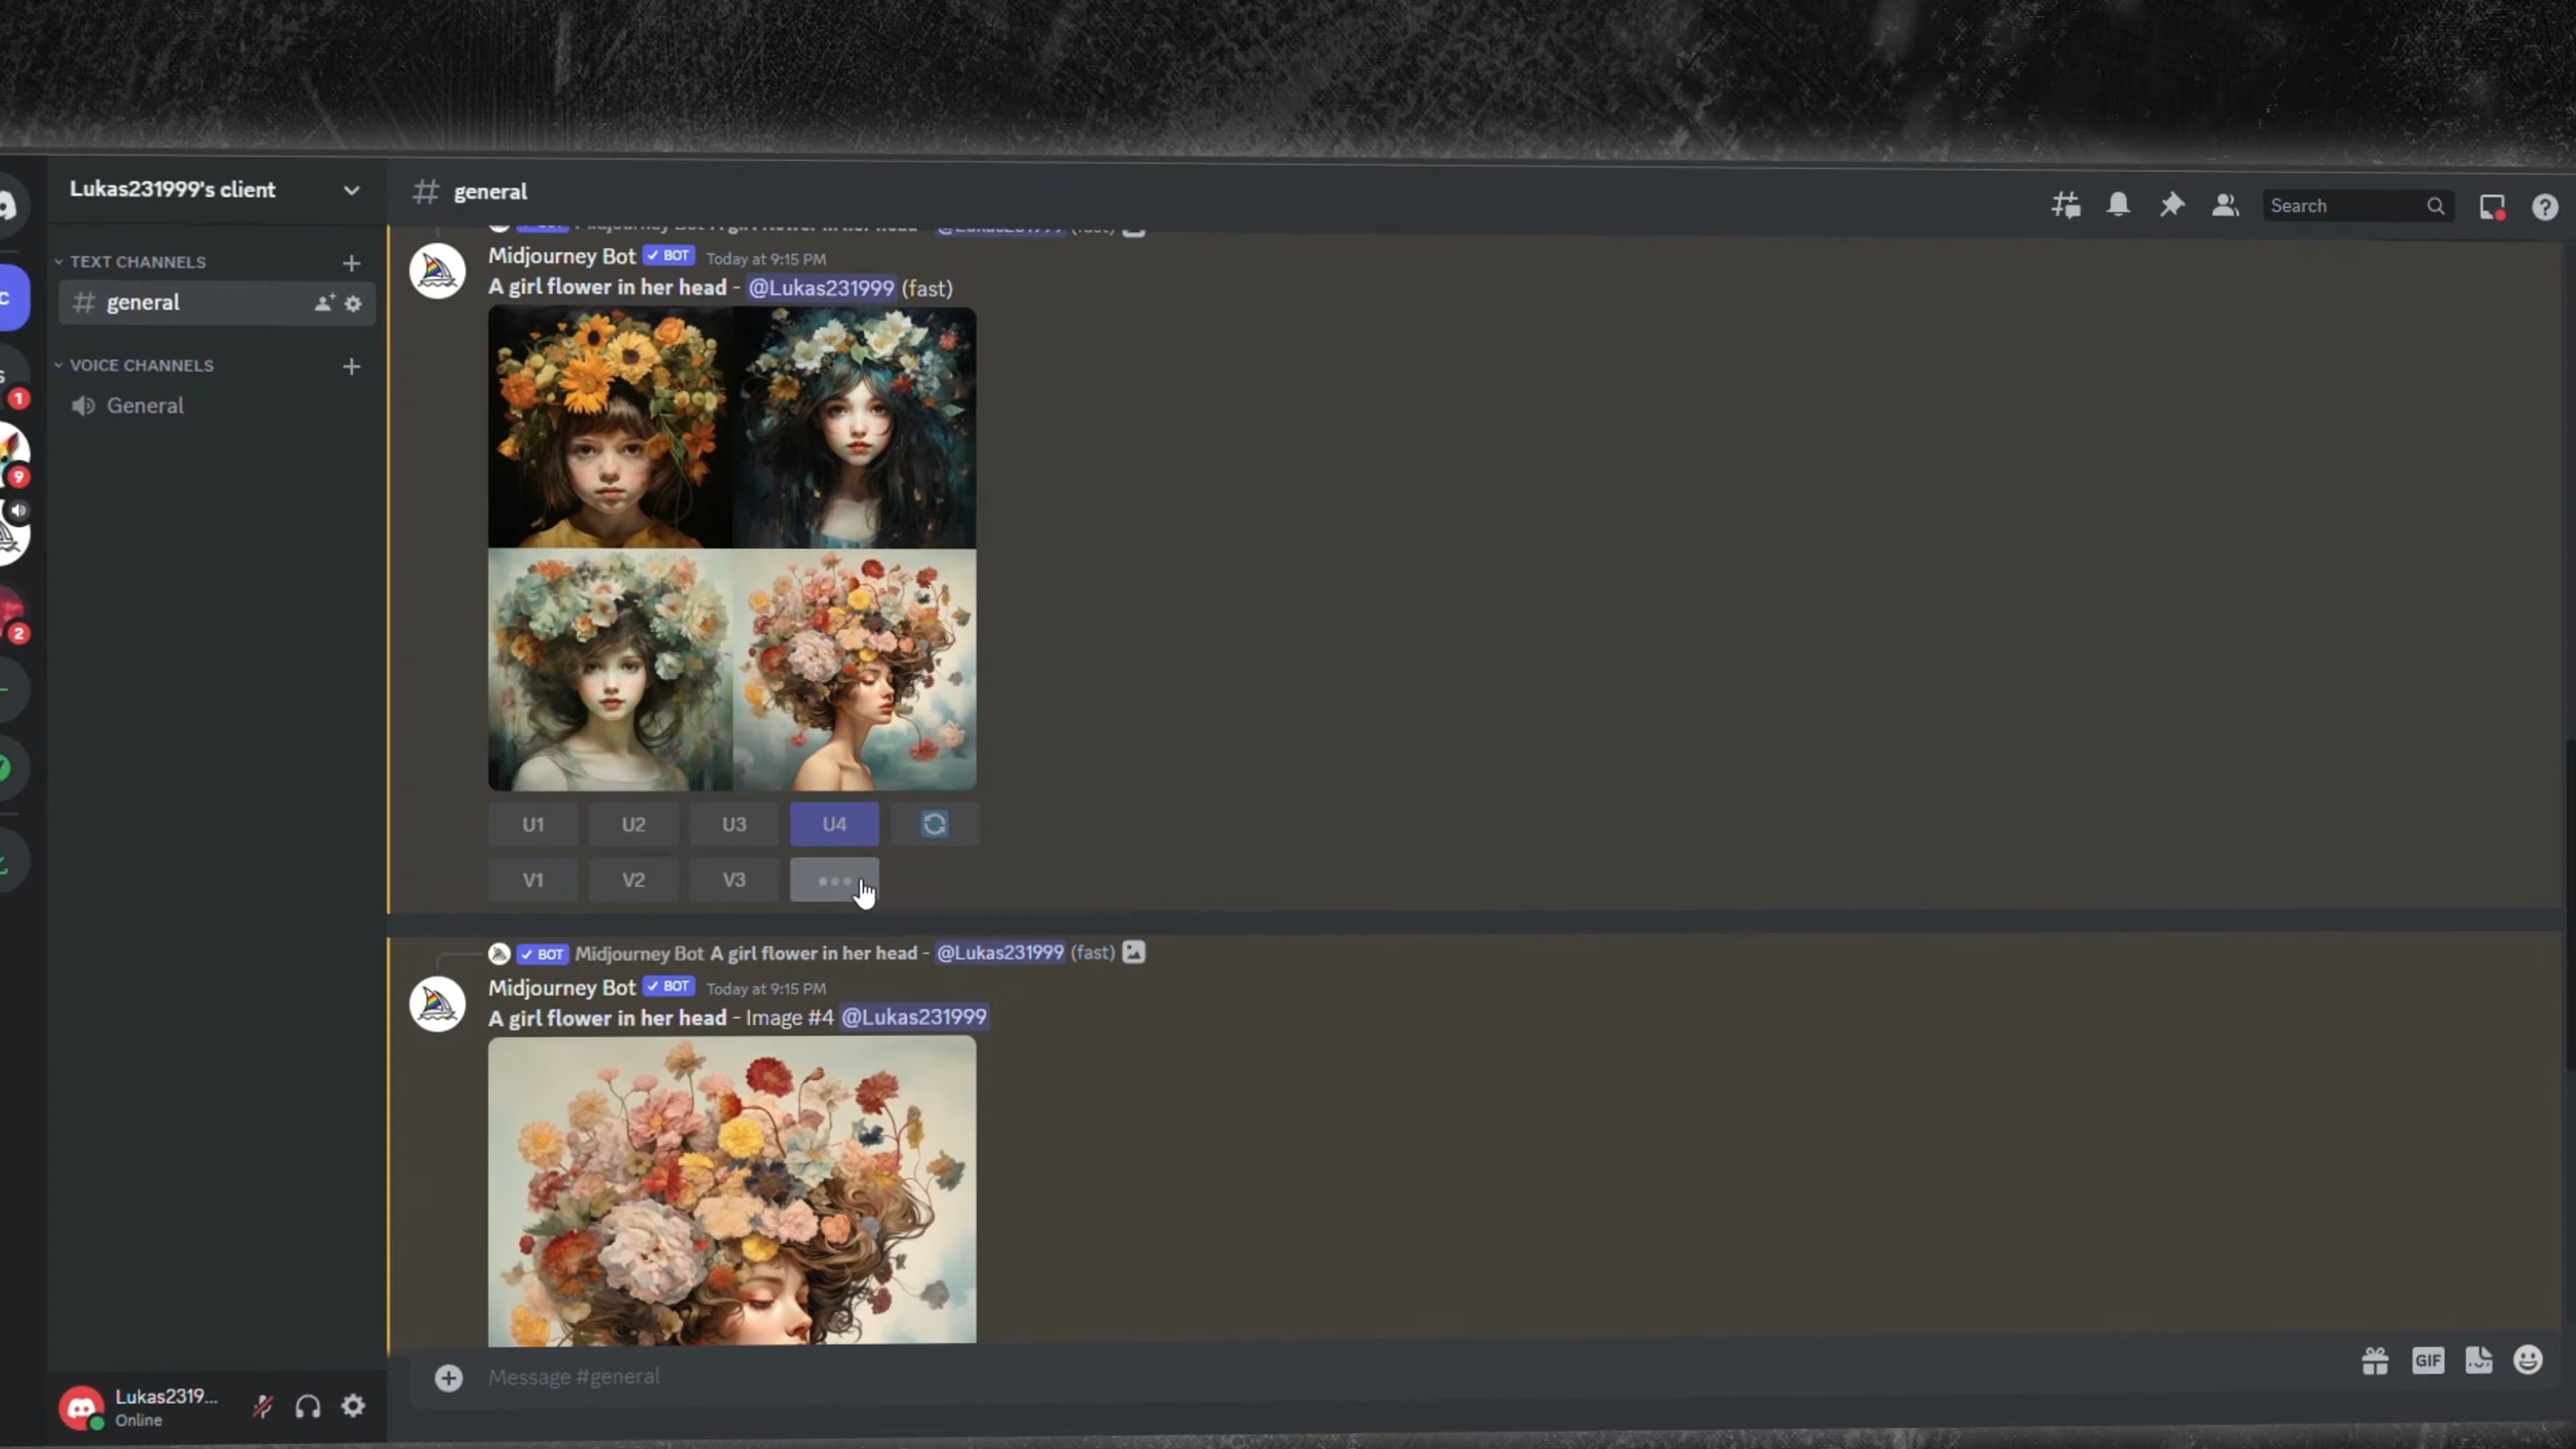 Lukas231999's client
general
Search
TEXT CHANNELS
general
VOICE CHANNELS
General
1
9
2
Midjourney Bot ✓ BOT Today at 9:15 PM
A girl flower in her head - @Lukas231999 (fast)
U1 U2 U3 U4
V1 V2 V3
BOT Midjourney Bot A girl flower in her head - @Lukas231999 (fast)
Midjourney Bot ✓ BOT Today at 9:15 PM
A girl flower in her head - Image #4 @Lukas231999
Message #general
GIF
Lukas2319...
Online